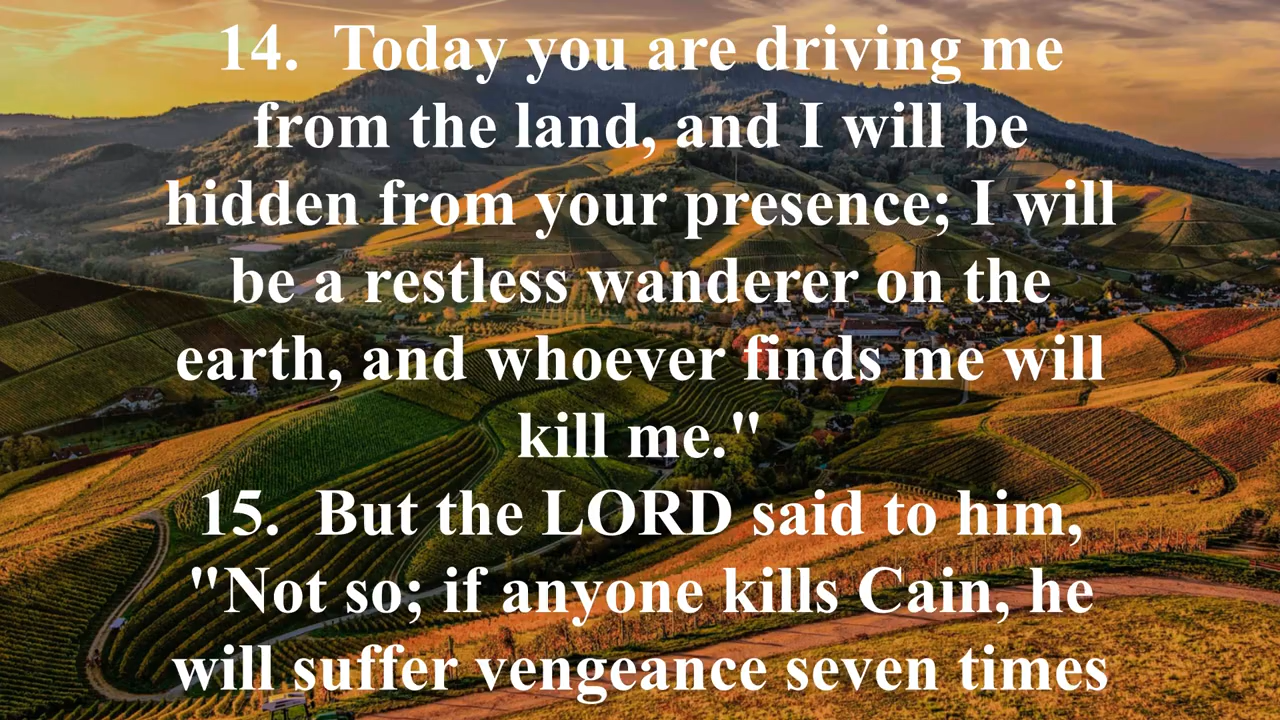 14.  Today you are driving me
from the land, and I will be
hidden from your presence; I will
be a restless wanderer on the
earth, and whoever finds me will
kill me."
15.  But the LORD said to him,
"Not so; if anyone kills Cain, he
will suffer vengeance seven times